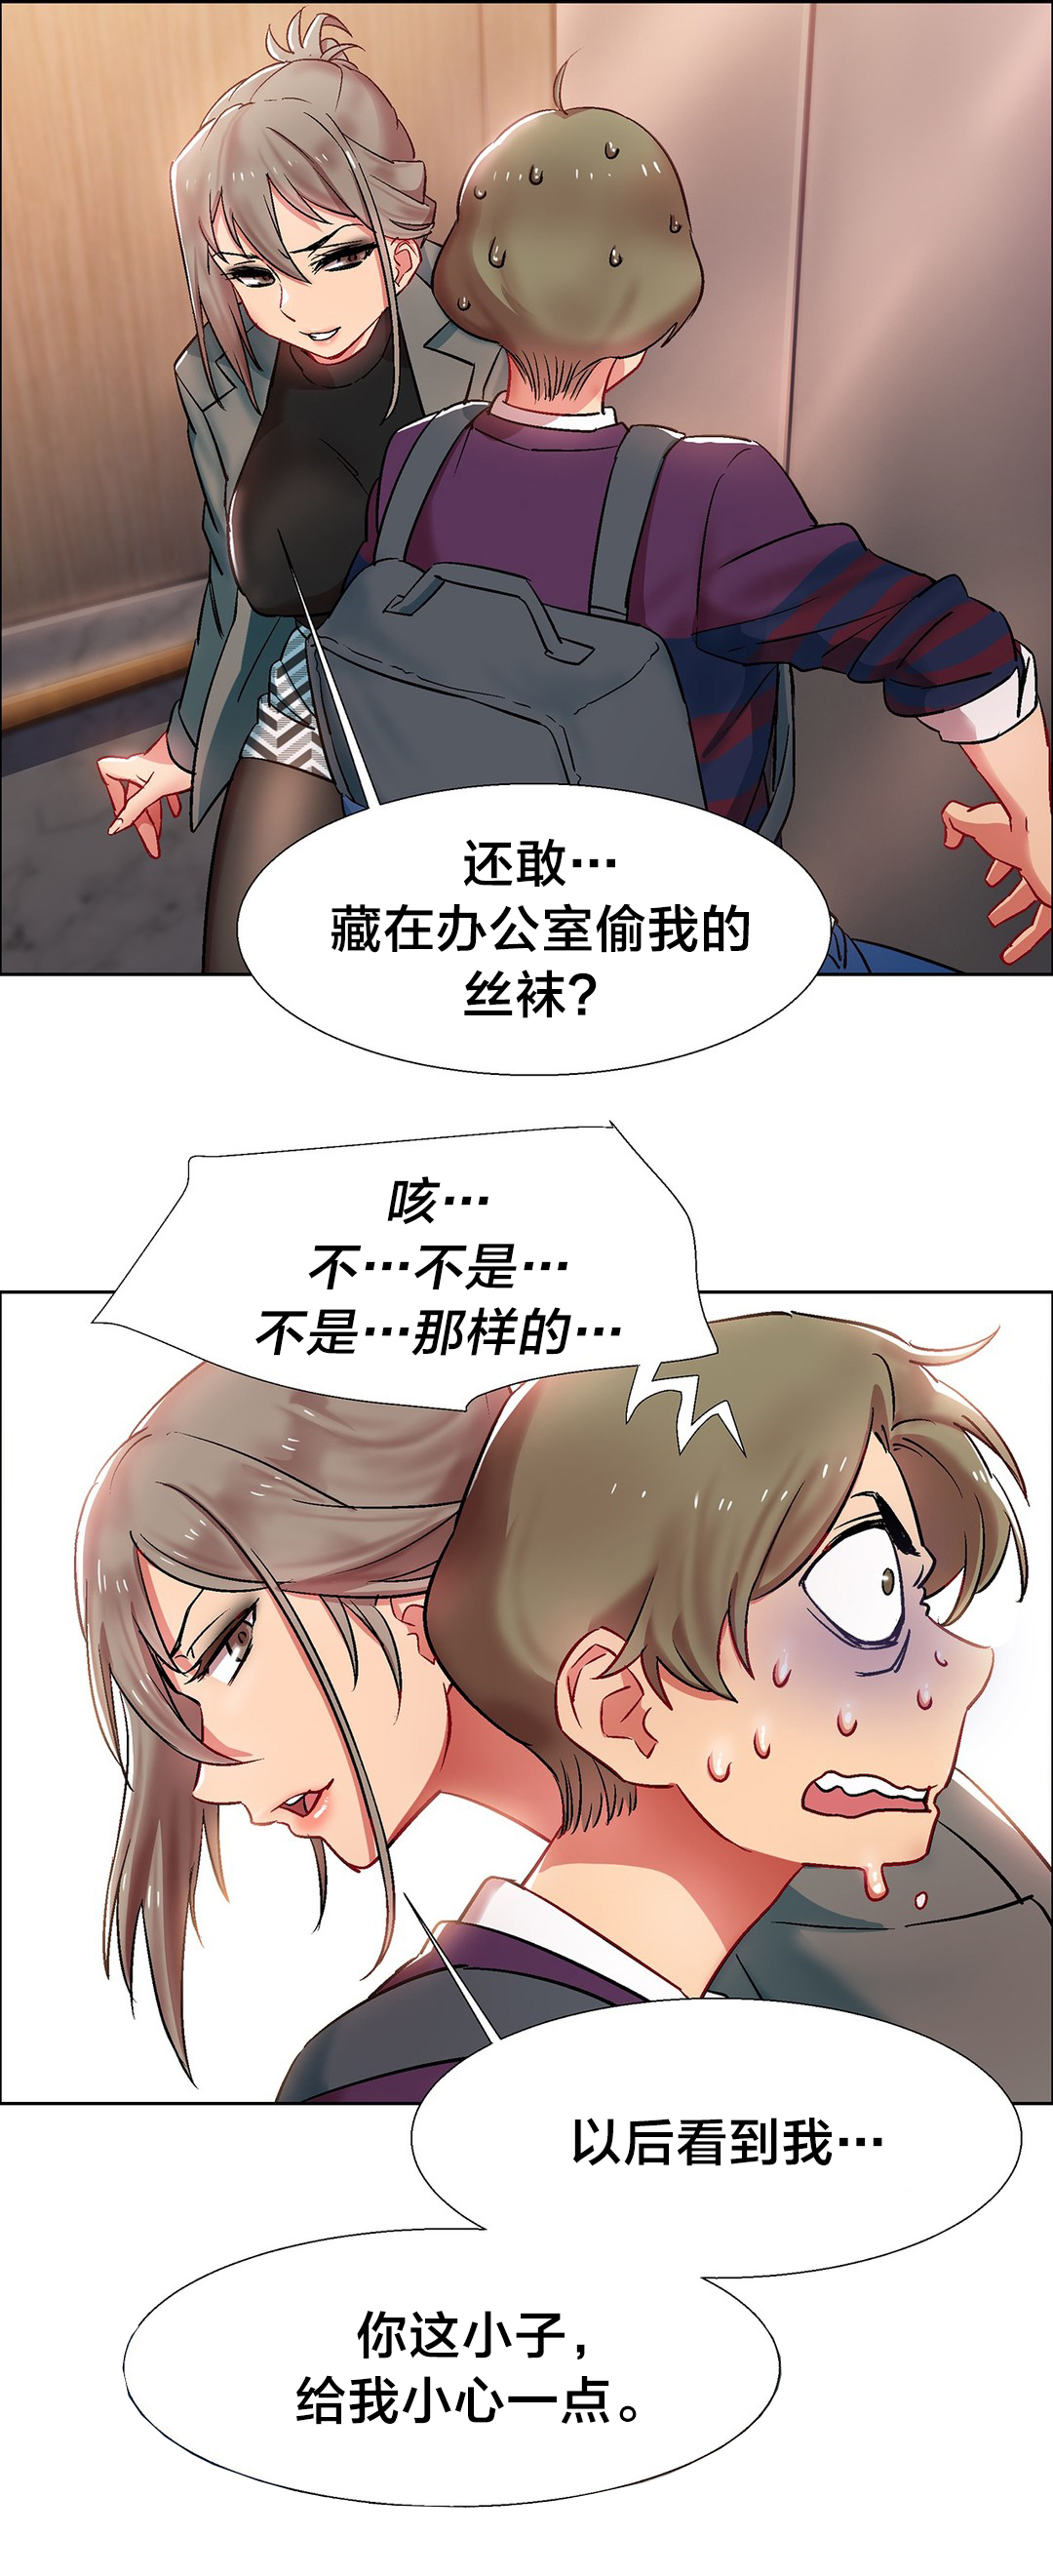 还敢…
藏在办公室偷我的
丝袜?
咳…
不…不是…
不是…那样的…
以后看到我…
你这小子，
给我小心一点。